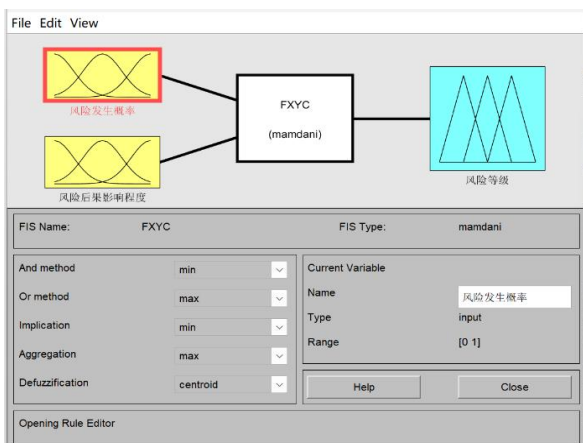 File Edit View
风险发生概率
FXYC
(mamdani)
风险后果影响程度
风险等级
FIS Name: FXYC FIS Type: mamdani
And method min
Or method max
Implication min
Aggregation max
Defuzzification centroid
Current Variable
Name 风险发生概率
Type input
Range [0 1]
Help Close
Opening Rule Editor